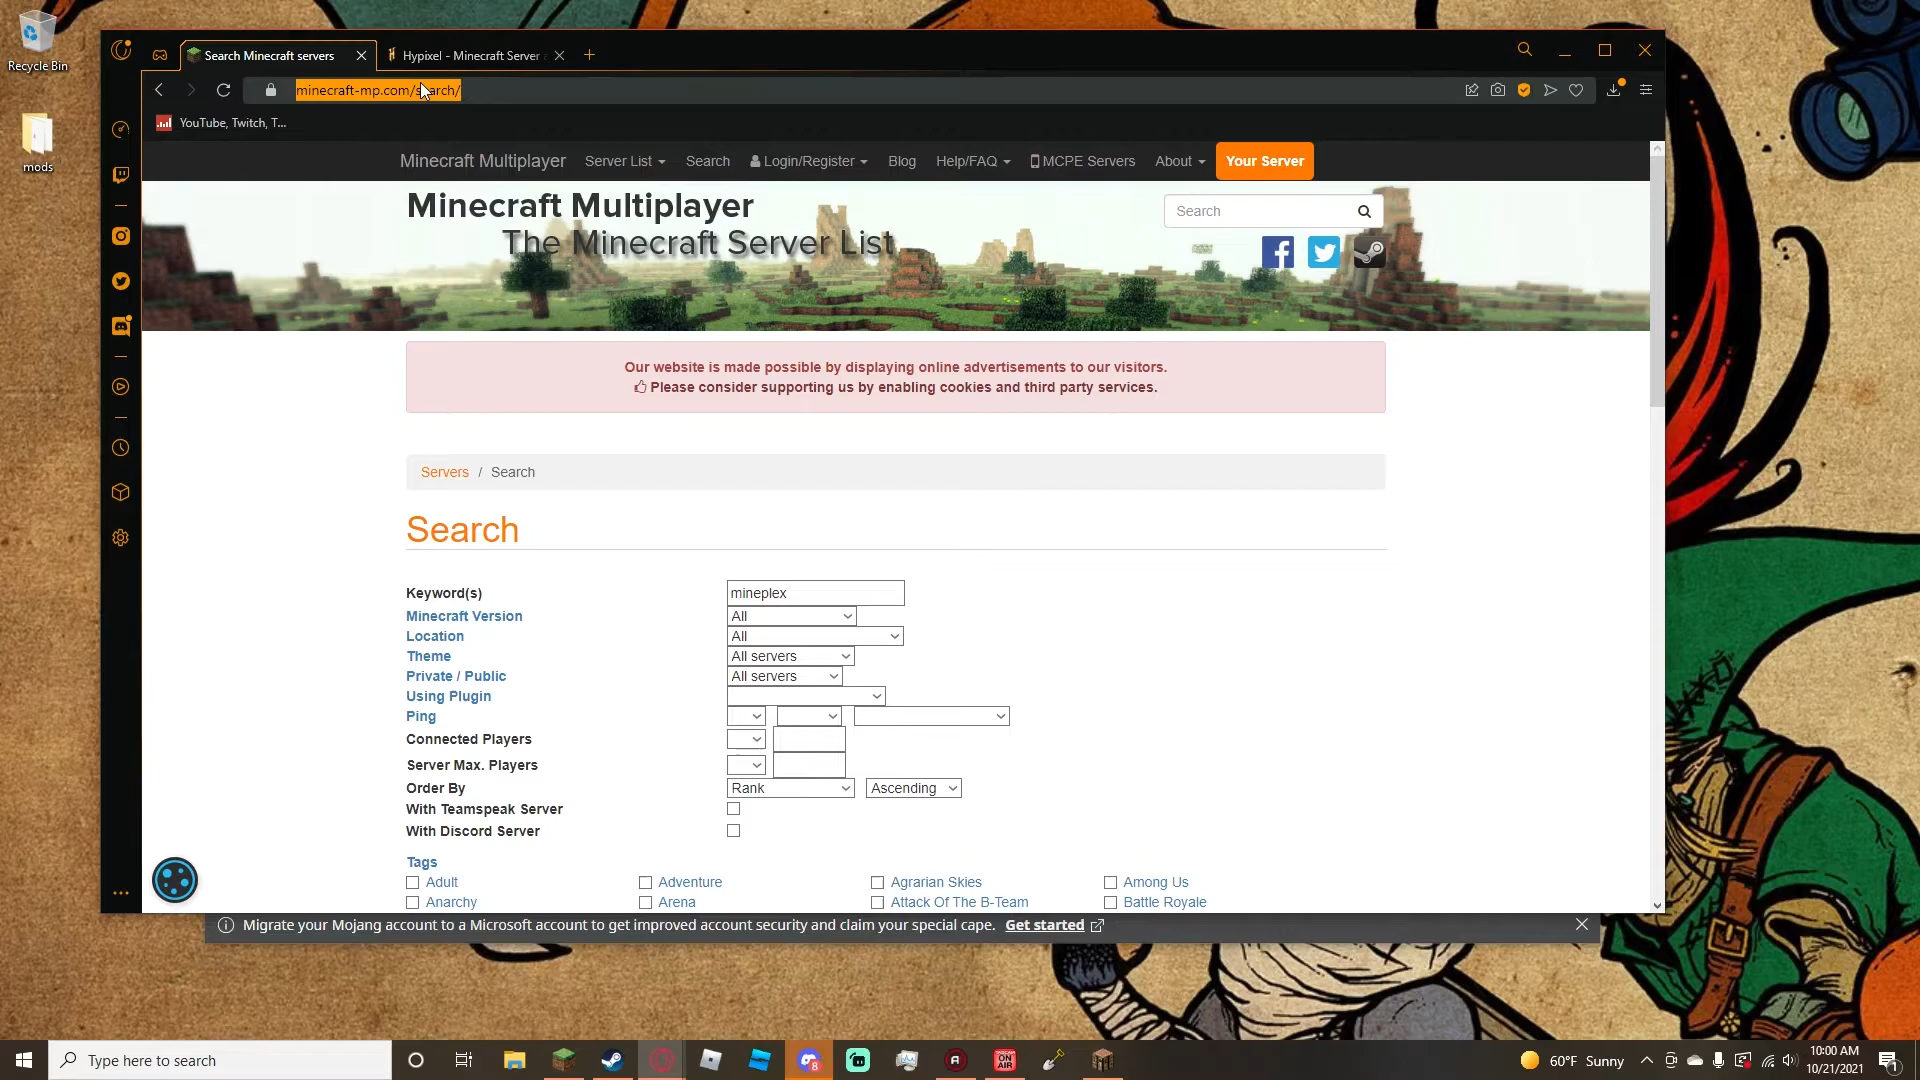 Recycle Bin
mods
Search Minecraft servers
Hypixel - Minecraft Server
minecraft-mp.com/search/
YouTube, Twitch, T...
Minecraft Multiplayer
Server List
Search
Login/Register
Blog
Help/FAQ
MCPE Servers
About
Your Server
Minecraft Multiplayer
The Minecraft Server List
Search
Our website is made possible by displaying online advertisements to our visitors.
Please consider supporting us by enabling cookies and third party services.
Servers / Search
Search
Keyword(s) mineplex
Minecraft Version All
Location All
Theme All servers
Private / Public All servers
Using Plugin
Ping
Connected Players
Server Max. Players
Order By Rank Ascending
With Teamspeak Server
With Discord Server
Tags
Adult Adventure Agrarian Skies Among Us
Anarchy Arena Attack Of The B-Team Battle Royale
Migrate your Mojang account to a Microsoft account to get improved account security and claim your special cape. Get started
Type here to search
8
ON AIR
60°F Sunny
10:00 AM
10/21/2021
1